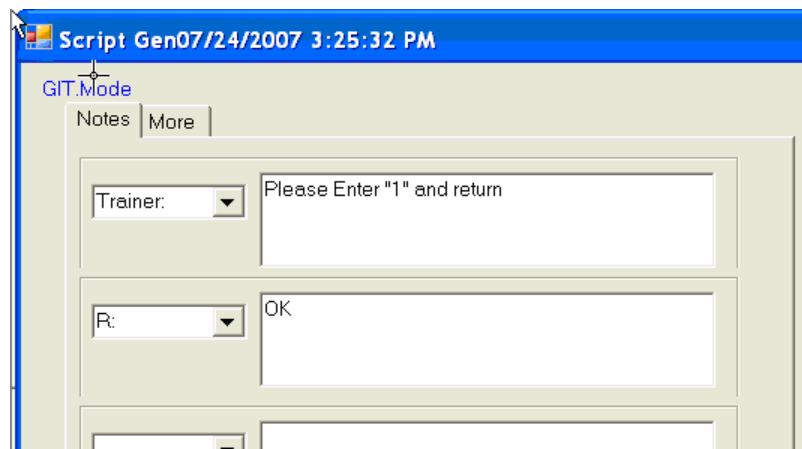 Script Gen07/24/2007 3:25:32 PM
GIT.Mode
Notes More
Trainer: Please Enter "1" and return
R: OK